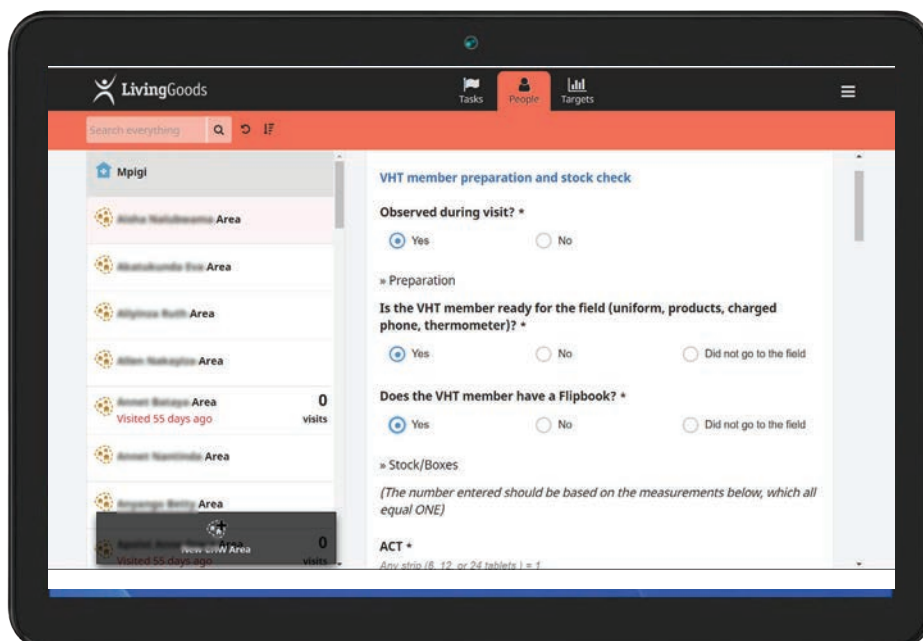 LivingGoods
Tasks
People
Targets
Search everything
Mpigi
Area
Area
Area
Area
Area
0
Visited 55 days ago
visits
Area
Area
0
New CHW Area
Visited 55 days ago
visits
VHT member preparation and stock check
Observed during visit? *
Yes
No
» Preparation
Is the VHT member ready for the field (uniform, products, charged
phone, thermometer)? *
Yes
No
Did not go to the field
Does the VHT member have a Flipbook? *
Yes
No
Did not go to the field
» Stock/Boxes
(The number entered should be based on the measurements below, which all
equal ONE)
ACT *
Any strip (6, 12, or 24 tablets ) = 1